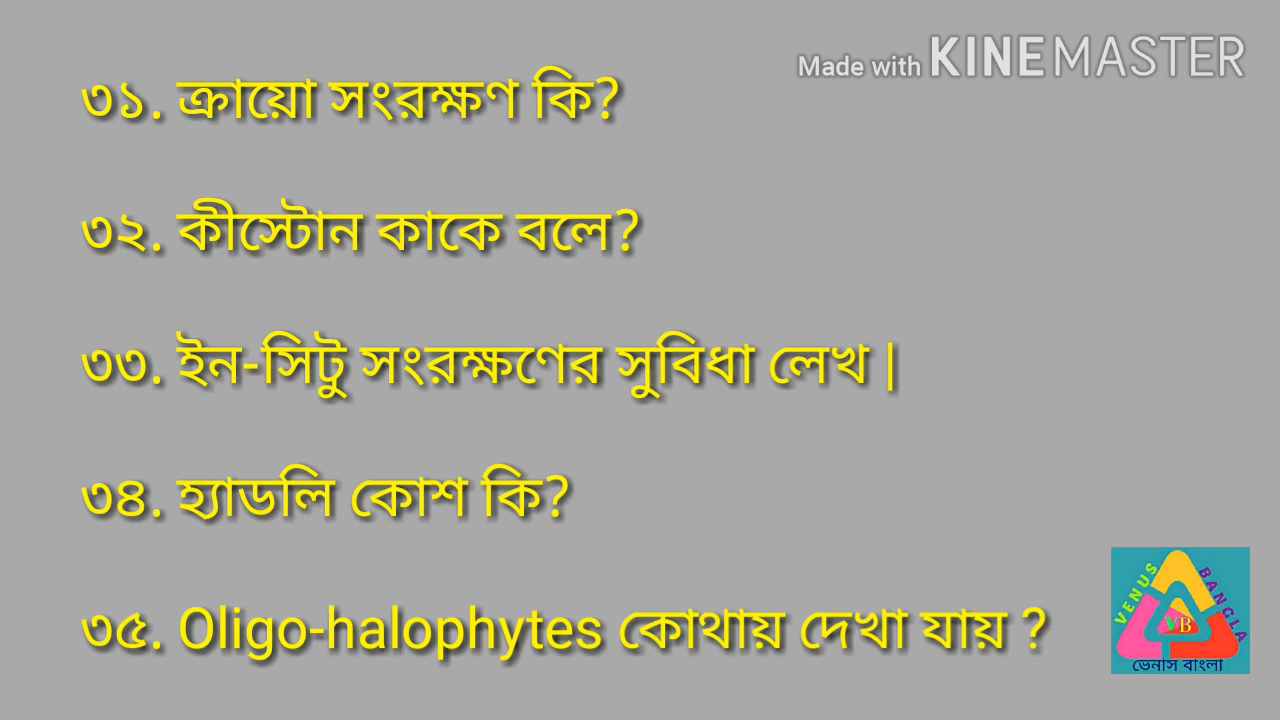 Made with KINEMASTER
৩১. ক্রায়ো সংরক্ষণ কি?
৩২. কীস্টোন কাকে বলে?
৩৩. ইন-সিটু সংরক্ষণের সুবিধা লেখ|
৩৪. হ্যাডলি কোশ কি?
৩৫. Oligo-halophytes কোথায় দেখা যায় ?
VENUS BANGLA
VB
ভেনাস বাংলা